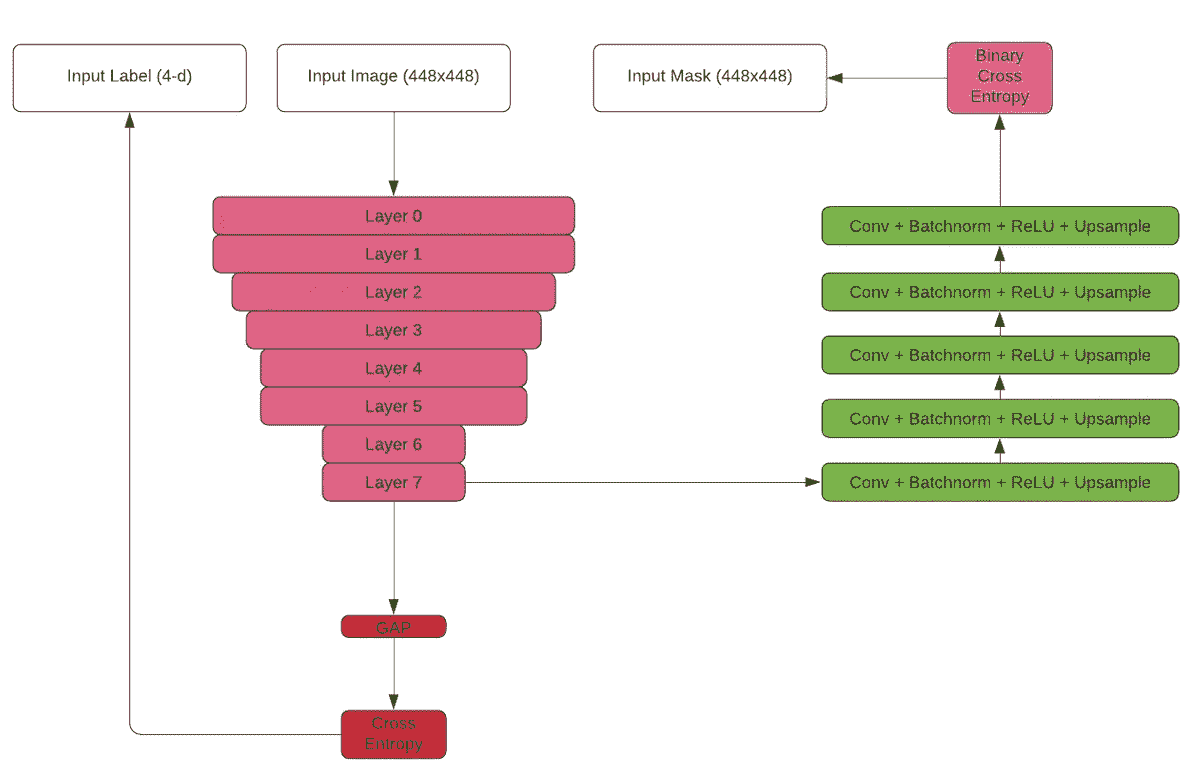 Input Label (4-d)
Input Image (448x448)
Input Mask (448x448)
Binary
Cross
Entropy
Layer 0
Layer 1
Layer 2
Layer 3
Layer 4
Layer 5
Layer 6
Layer 7
Conv + Batchnorm + ReLU + Upsample
Conv + Batchnorm + ReLU + Upsample
Conv + Batchnorm + ReLU + Upsample
Conv + Batchnorm + ReLU + Upsample
Conv + Batchnorm + ReLU + Upsample
GAP
Cross
Entropy